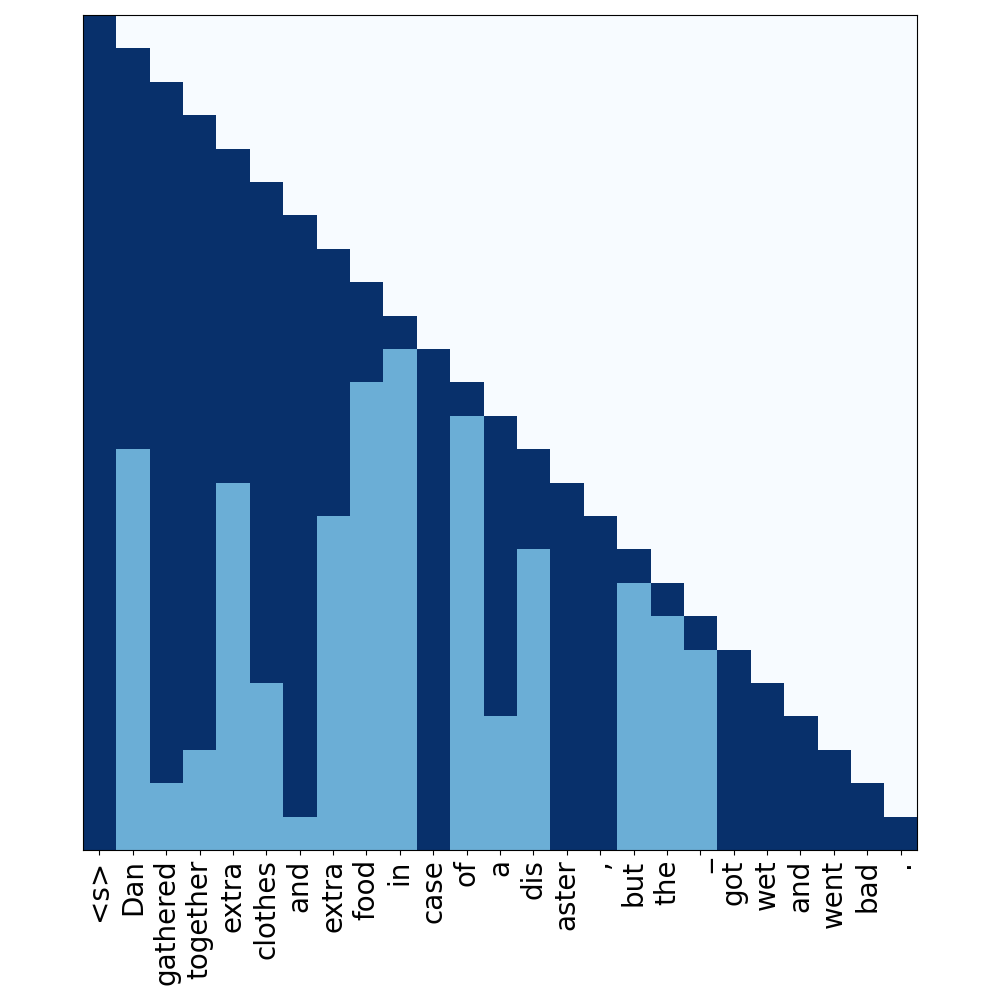 <s> Dan gathered together extra clothes and extra food in case of a dis aster , but the _ got wet and went bad .